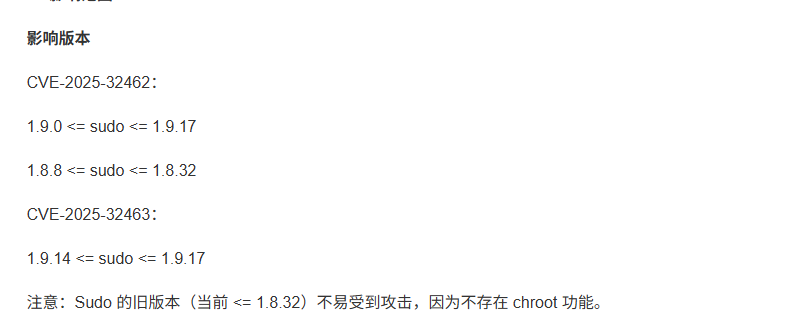 影响版本
CVE-2025-32462：
1.9.0 <= sudo <= 1.9.17
1.8.8 <= sudo <= 1.8.32
CVE-2025-32463：
1.9.14 <= sudo <= 1.9.17
注意：Sudo 的旧版本（当前 <= 1.8.32）不易受到攻击，因为不存在 chroot 功能。